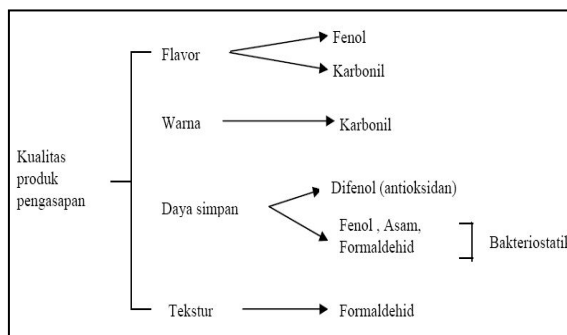 Flavor
Fenol
Karbonil
Warna
Karbonil
Kualitas
produk
pengasapan
Daya simpan
Difenol (antioksidan)
Fenol , Asam,
Formaldehid
Bakteriostatik
Tekstur
Formaldehid